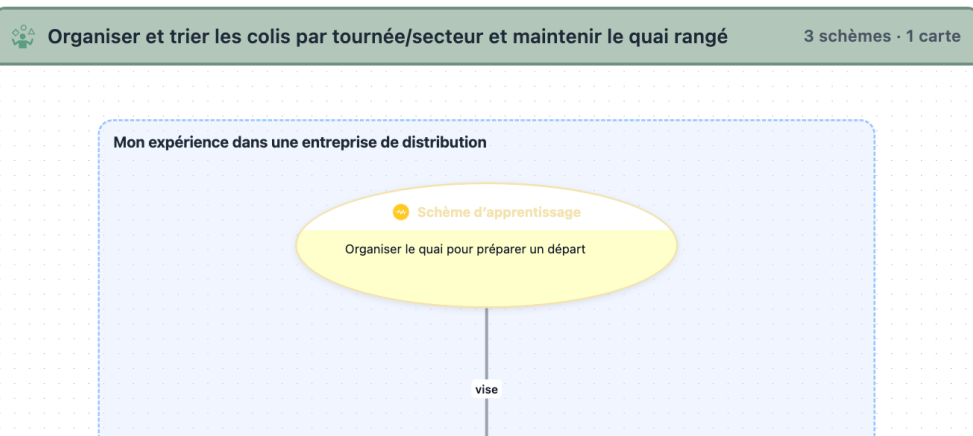 Organiser et trier les colis par tournée/secteur et maintenir le quai rangé
3 schèmes · 1 carte
Mon expérience dans une entreprise de distribution
Schème d'apprentissage
Organiser le quai pour préparer un départ
vise